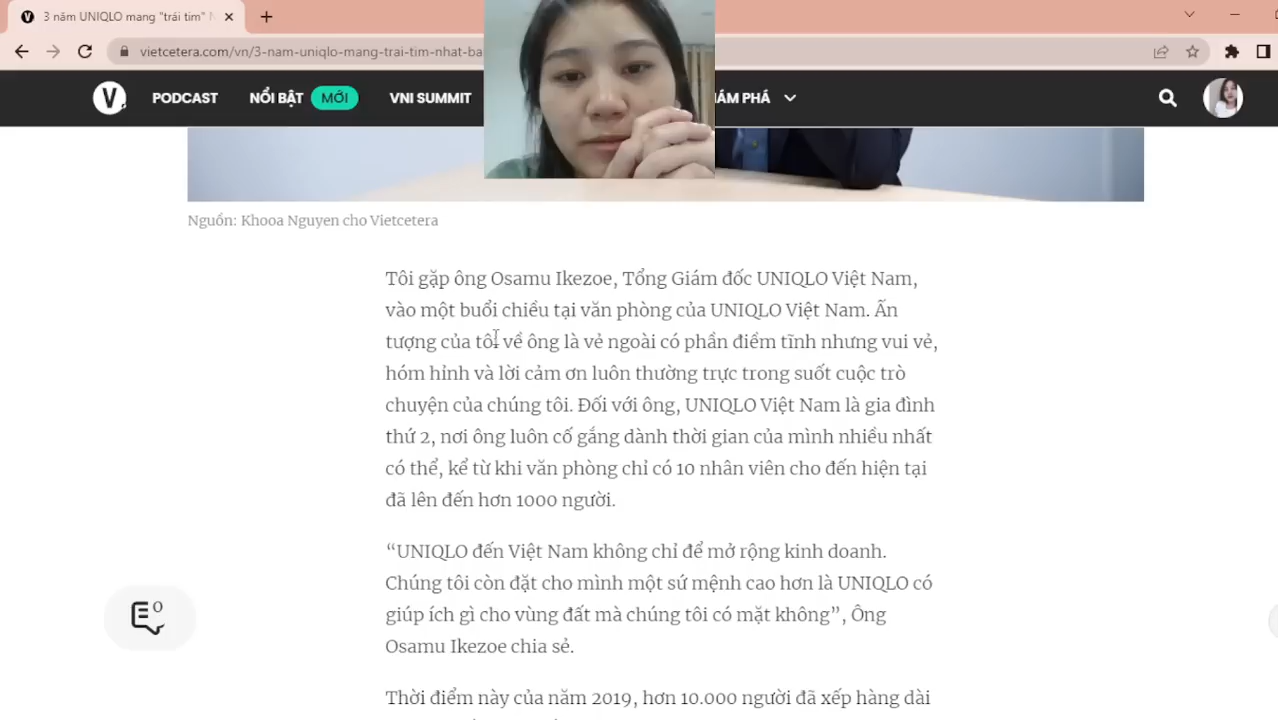 3 năm UNIQLO mang "trái tim"
vietcetera.com/vn/3-nam-uniqlo-mang-trai-tim-nhat-ba
V.
PODCAST
NỔI BẬT
MỚI
VNI SUMMIT
ÁM PHÁ
Nguồn: Khooa Nguyen cho Vietcetera
Tôi gặp ông Osamu Ikezoe, Tổng Giám đốc UNIQLO Việt Nam,
vào một buổi chiều tại văn phòng của UNIQLO Việt Nam. Ấn
tượng của tôi về ông là vẻ ngoài có phần điềm tĩnh nhưng vui vẻ,
hóm hỉnh và lời cảm ơn luôn thường trực trong suốt cuộc trò
chuyện của chúng tôi. Đối với ông, UNIQLO Việt Nam là gia đình
thứ 2, nơi ông luôn cố gắng dành thời gian của mình nhiều nhất
có thể, kể từ khi văn phòng chỉ có 10 nhân viên cho đến hiện tại
đã lên đến hơn 1000 người.
“UNIQLO đến Việt Nam không chỉ để mở rộng kinh doanh.
Chúng tôi còn đặt cho mình một sứ mệnh cao hơn là UNIQLO có
giúp ích gì cho vùng đất mà chúng tôi có mặt không”, Ông
Osamu Ikezoe chia sẻ.
0
Thời điểm này của năm 2019, hơn 10.000 người đã xếp hàng dài